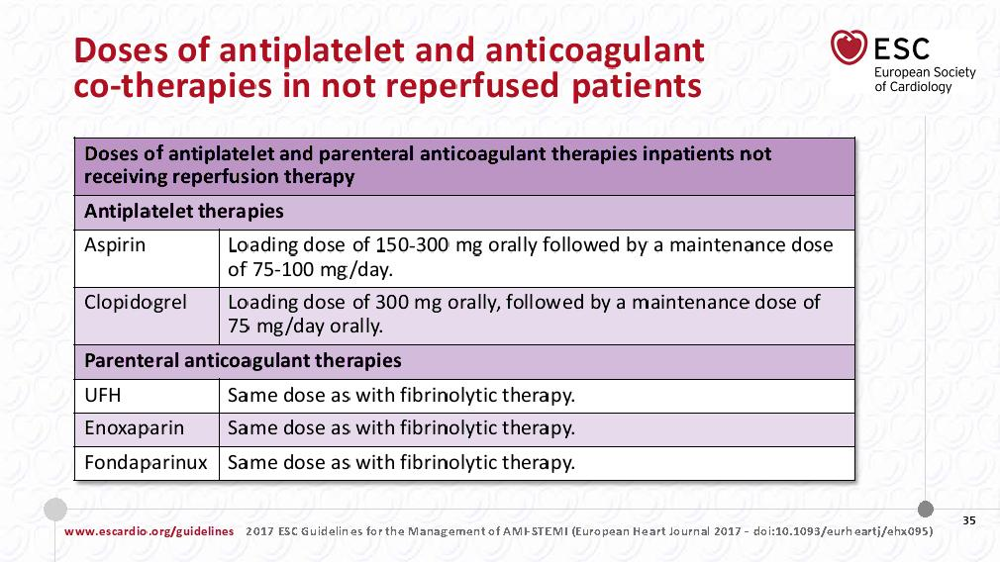 Doses of antiplatelet and anticoagulant
co-therapies in not reperfused patients
ESC
European Society
of Cardiology
Doses of antiplatelet and parenteral anticoagulant therapies inpatients not
receiving reperfusion therapy
Antiplatelet therapies
Aspirin
Loading dose of 150-300 mg orally followed by a maintenance dose
of 75-100 mg/day.
Clopidogrel
Loading dose of 300 mg orally, followed by a maintenance dose of
75 mg/day orally.
Parenteral anticoagulant therapies
UFH
Same dose as with fibrinolytic therapy.
Enoxaparin
Same dose as with fibrinolytic therapy.
Fondaparinux
Same dose as with fibrinolytic therapy.
35
www.escardio.org/guidelines 2017 ESC Guidelines for the Management of AMI-STEMI (European Heart Journal 2017 - doi:10.1093/eurheartj/ehx095)